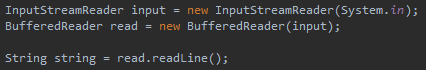 InputStreamReader input = new InputStreamReader(System.in);
BufferedReader read = new BufferedReader(input);
String string = read.readLine();